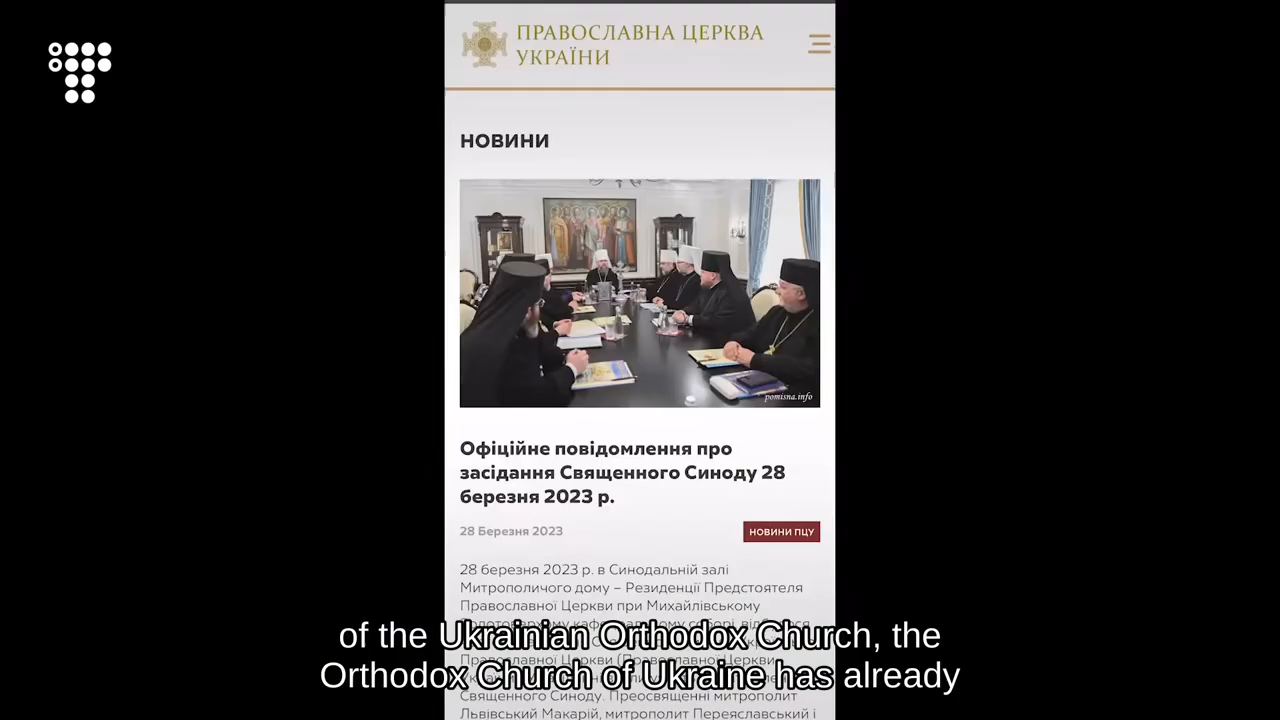 ПРАВОСЛАВНА ЦЕРКВА
УКРАЇНИ
НОВИНИ
pomisna.info
Офіційне повідомлення про
засідання Священного Синоду 28
березня 2023 р.
28 Березня 2023
НОВИНИ ПЦУ
28 березня 2023 р. в Синодальній залі
Митрополичого дому – Резиденції Предстоятеля
Православної Церкви при Михайлівському
of the Ukrainian Orthodox Church, the
Orthodox Church of Ukraine has already
Священного Синоду. Преосвященні митрополит
Львівський Макарій, митрополит Переяславський і